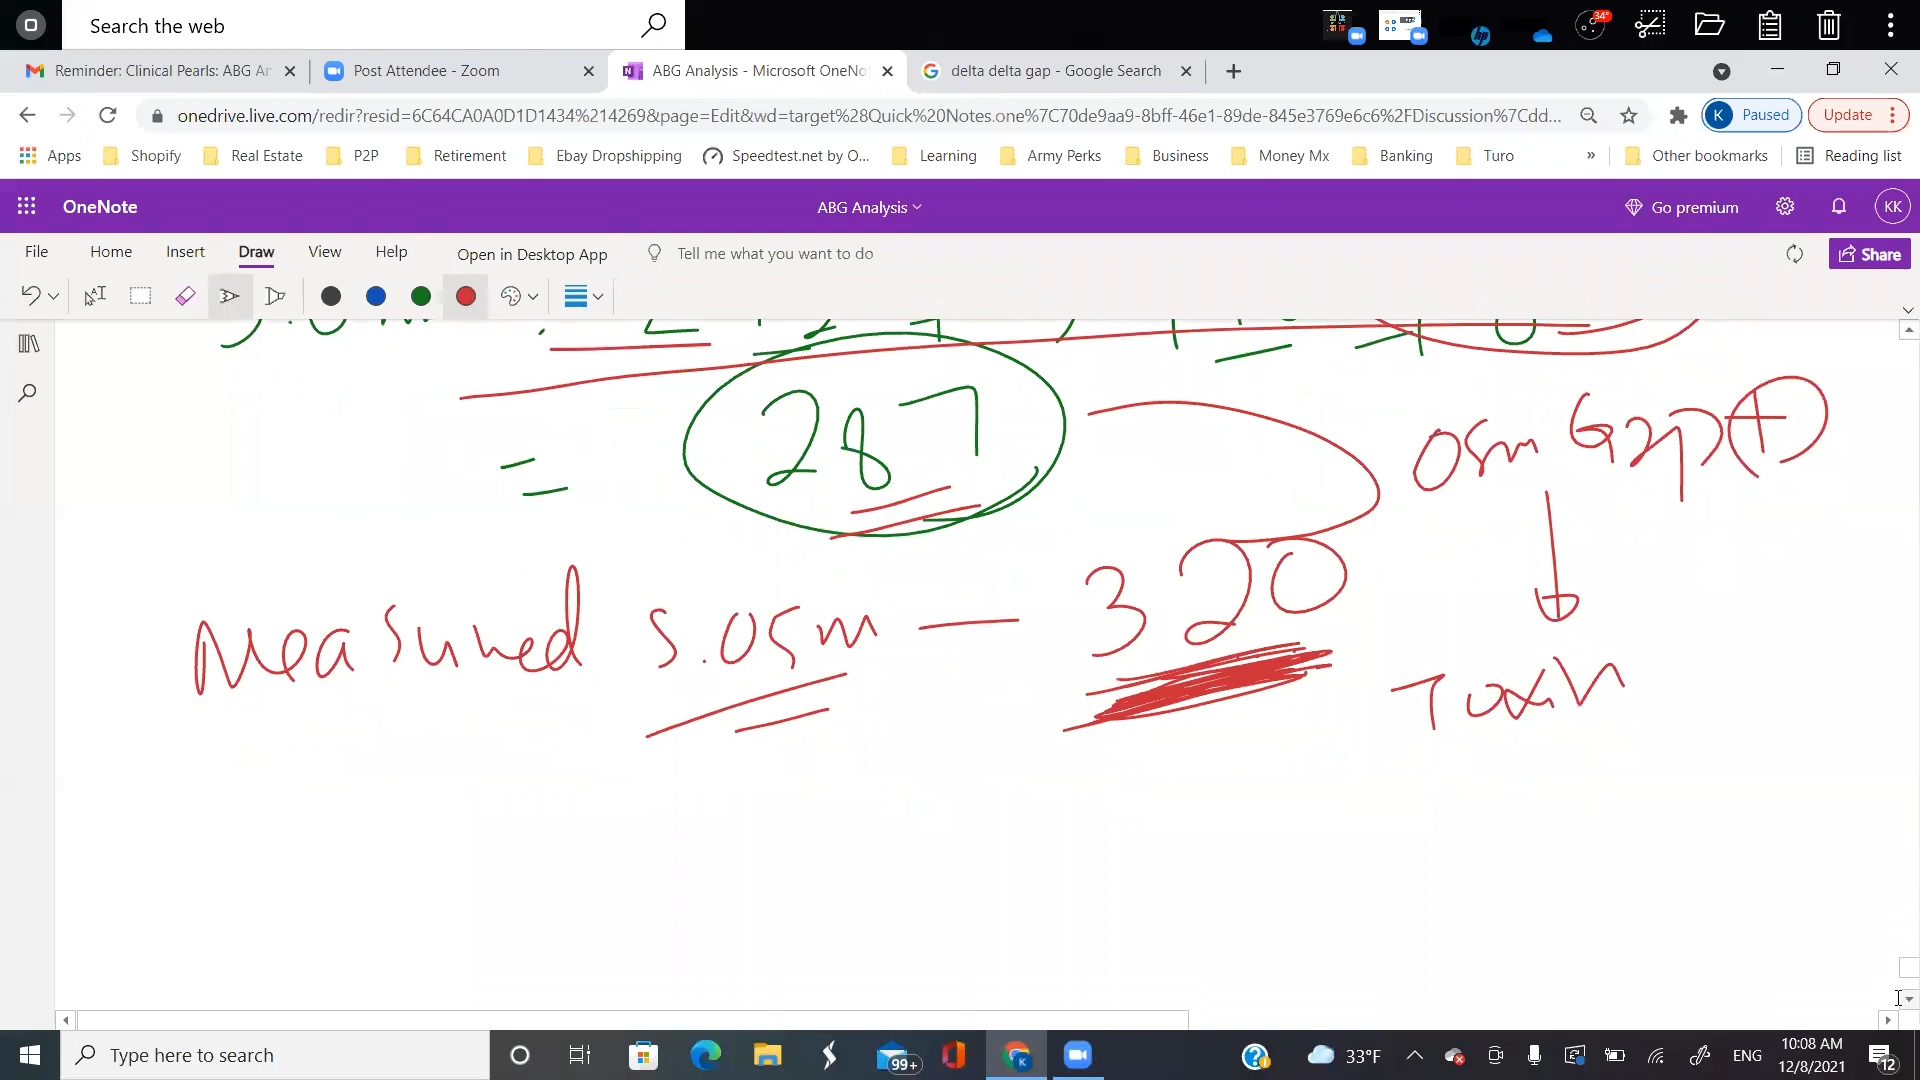 Search the web
34°
Reminder: Clinical Pearls: ABG An
Post Attendee - Zoom
ABG Analysis - Microsoft OneNo
delta delta gap - Google Search
onedrive.live.com/redir?resid=6C64CA0A0D1D1434%214269&page=Edit&wd=target%28Quick%20Notes.one%7C70de9aa9-8bff-46e1-89de-845e3769e6c6%2FDiscussion%7Cdd...
K Paused
Update
Apps
Shopify
Real Estate
P2P
Retirement
Ebay Dropshipping
Speedtest.net by O...
Learning
Army Perks
Business
Money Mx
Banking
Turo
»
Other bookmarks
Reading list
OneNote
ABG Analysis
Go premium
KK
File
Home
Insert
Draw
View
Help
Open in Desktop App
Tell me what you want to do
Share
= 287
Osm Gap +
Measured S.Osm — 320
Toxin
Type here to search
99+
33°F
ENG
10:08 AM
12/8/2021
12